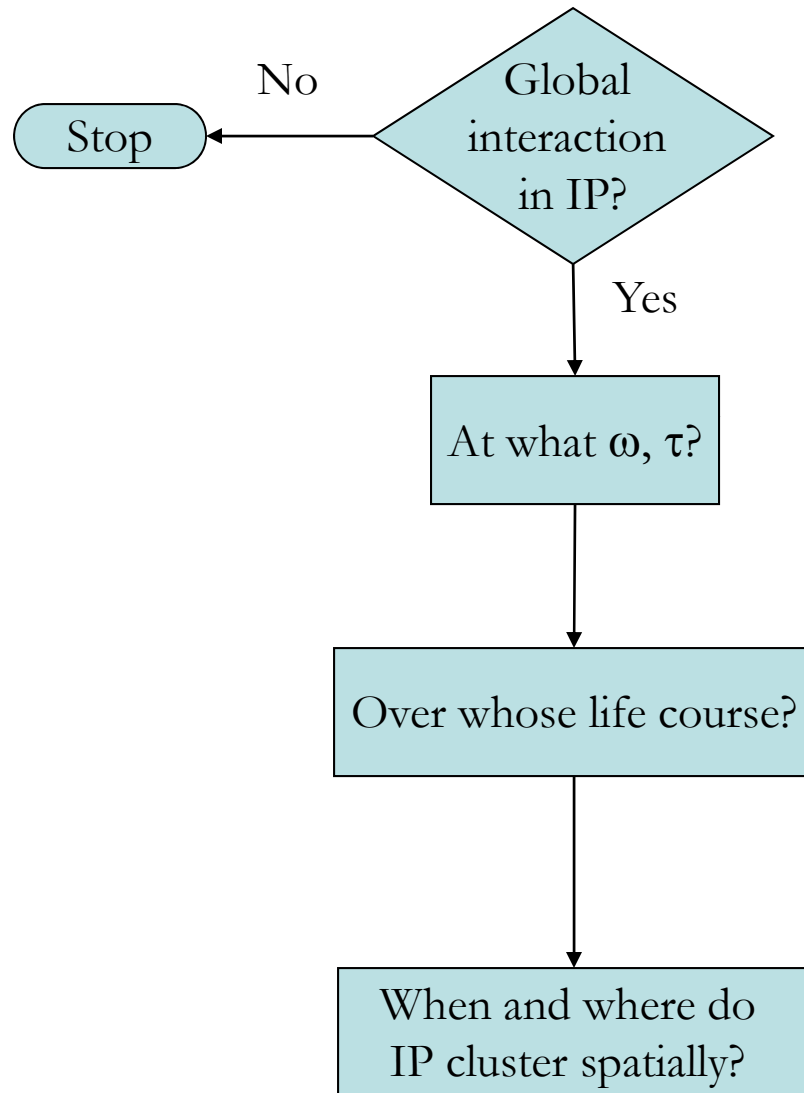 No
Stop
Global
interaction
in IP?
Yes
At what ω, τ?
Over whose life course?
When and where do
IP cluster spatially?